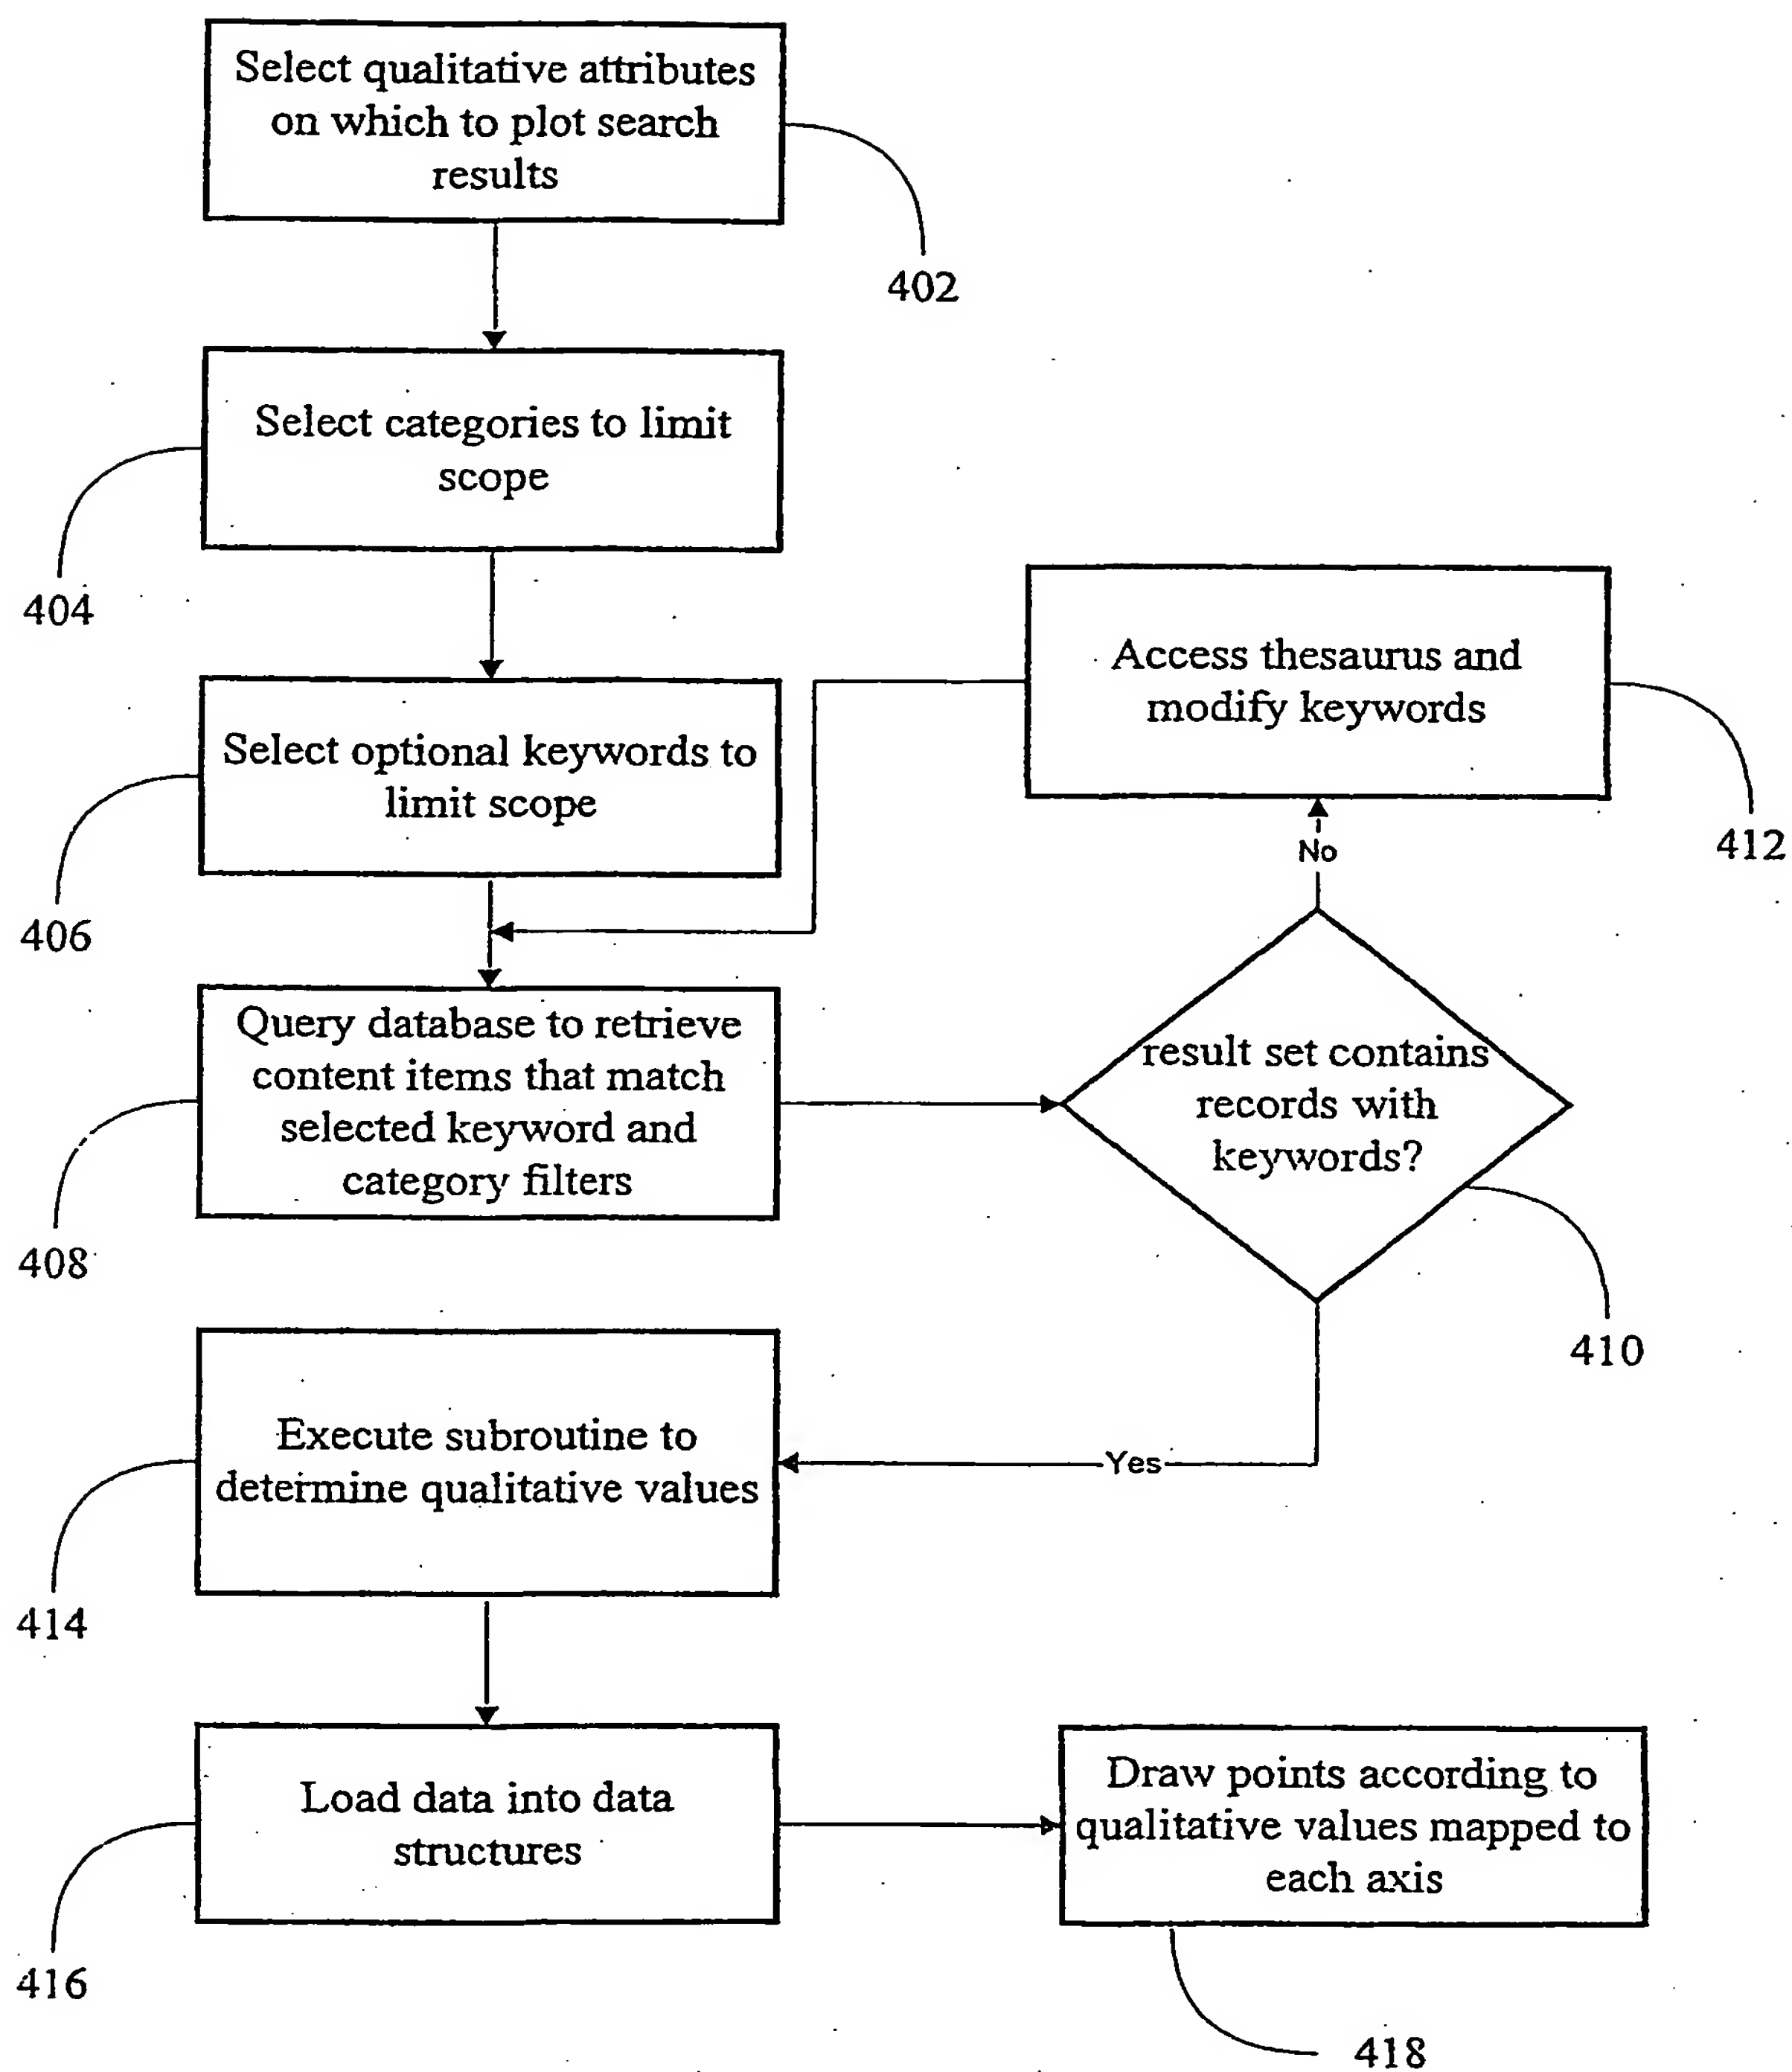 Select qualitative attributes
on which to plot search
results
402
Select categories to limit
scope
404
Select optional keywords to
limit scope
406
Access thesaurus and
modify keywords
412
No
Query database to retrieve
content items that match
selected keyword and
category filters
408
result set contains
records with
keywords?
410
Yes
Execute subroutine to
determine qualitative values
414
Load data into data
structures
416
Draw points according to
qualitative values mapped to
each axis
418